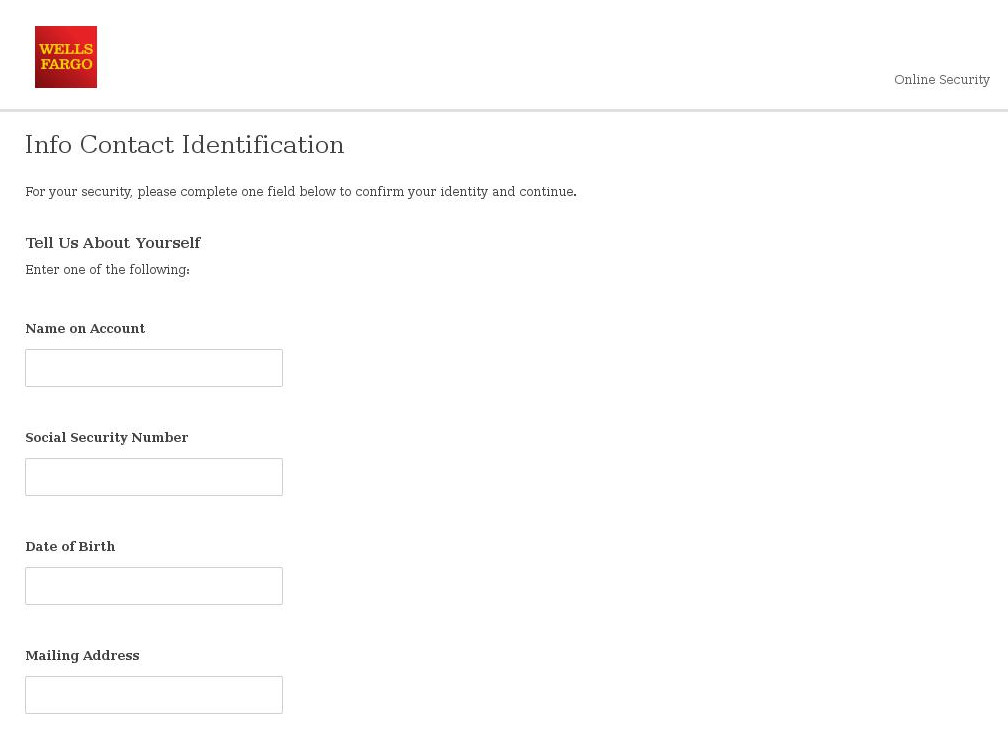 WELLS
FARGO
Online Security
Info Contact Identification
For your security, please complete one field below to confirm your identity and continue.
Tell Us About Yourself
Enter one of the following:
Name on Account
Social Security Number
Date of Birth
Mailing Address